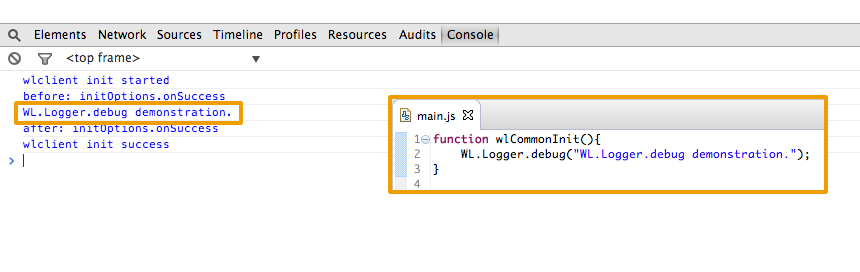 Elements Network Sources Timeline Profiles Resources Audits Console
<top frame> ▼
wlclient init started
before: initOptions.onSuccess
WL.Logger.debug demonstration.
after: initOptions.onSuccess
wlclient init success
>
main.js
1 function wlCommonInit(){
2 WL.Logger.debug("WL.Logger.debug demonstration.");
3 }
4